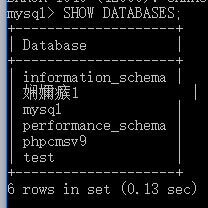 mysql> SHOW DATABASES;
+--------------------+
| Database           |
+--------------------+
| information_schema |
| 娴嬭瘯1            |
| mysql              |
| performance_schema |
| phpcmsv9           |
| test               |
+--------------------+
6 rows in set (0.13 sec)